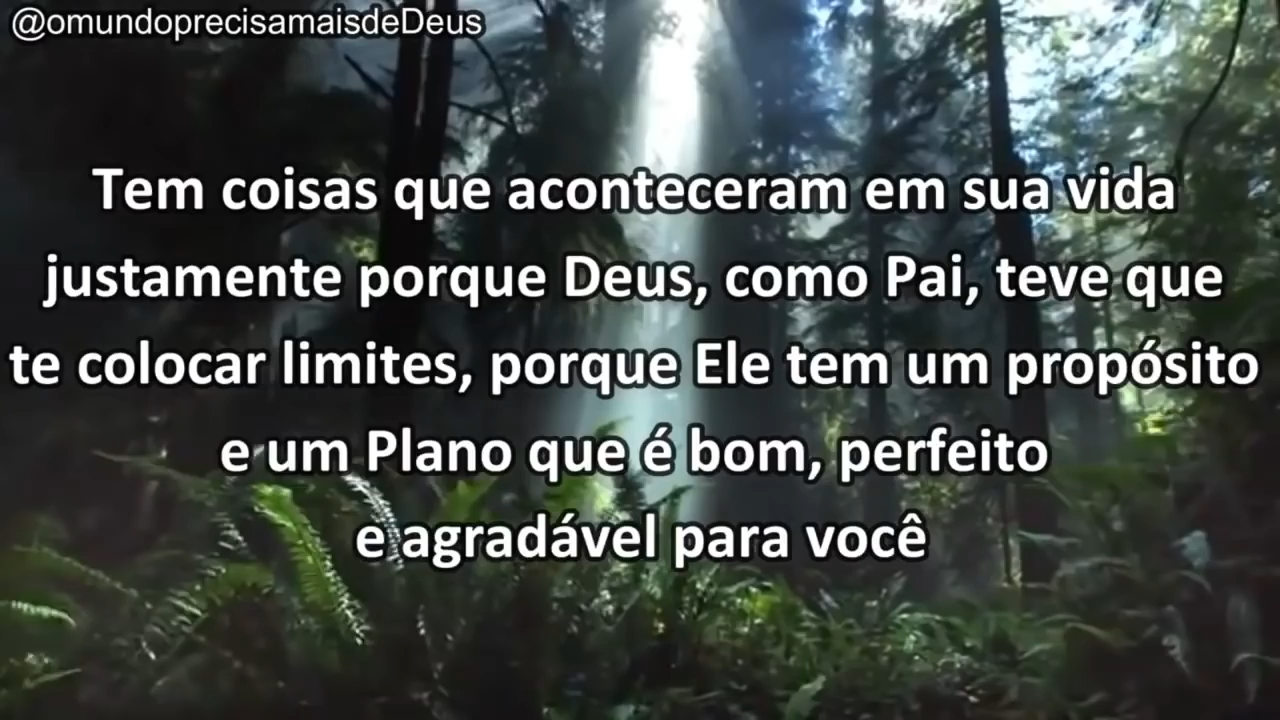 @omundoprecisamaisdeDeus
Tem coisas que aconteceram em sua vida
justamente porque Deus, como Pai, teve que
te colocar limites, porque Ele tem um propósito
e um Plano que é bom, perfeito
e agradável para você